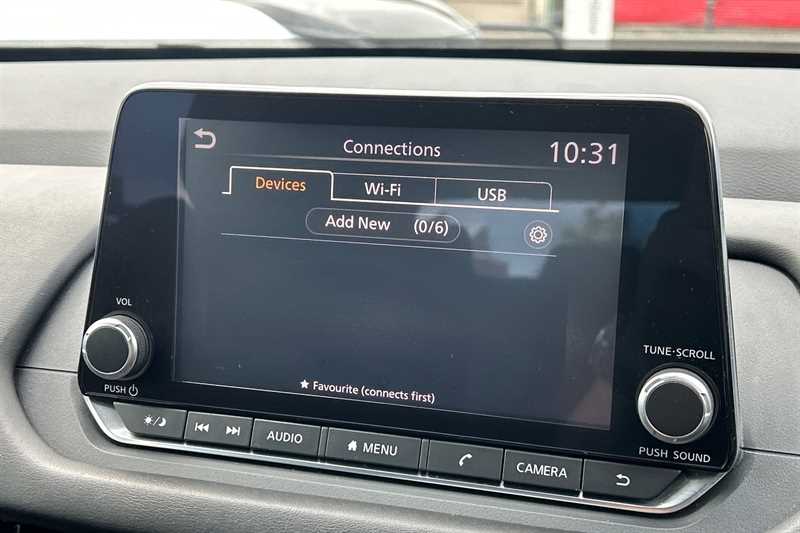 Connections
10:31
Devices
Wi-Fi
USB
Add New (0/6)
Favourite (connects first)
VOL
PUSH
TUNE·SCROLL
PUSH SOUND
AUDIO
MENU
CAMERA